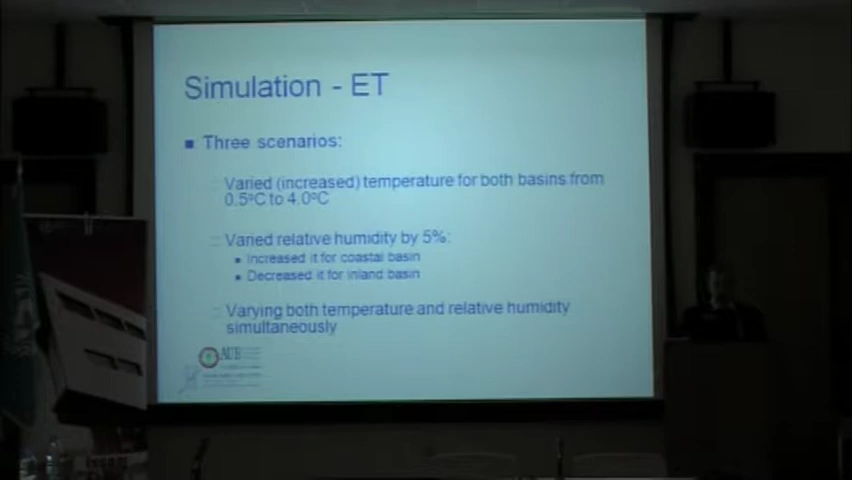 Simulation - ET
Three scenarios:
Varied (increased) temperature for both basins from
0.5ºC to 4.0ºC
Varied relative humidity by 5%:
Increased it for coastal basin
Decreased it for inland basin
Varying both temperature and relative humidity
simultaneously
AUB